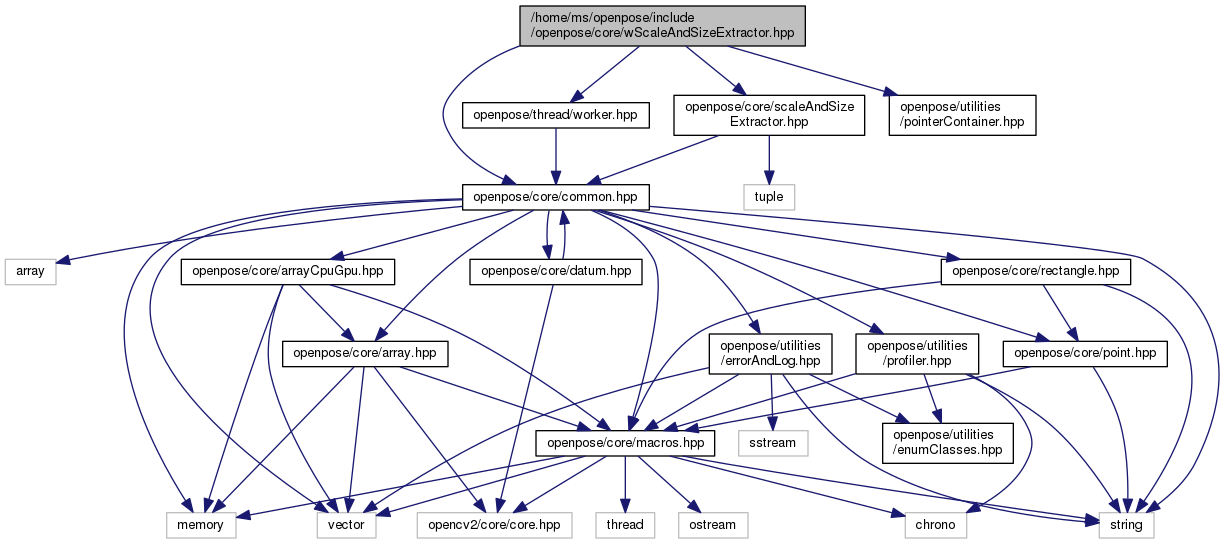 /home/ms/openpose/include
/openpose/core/wScaleAndSizeExtractor.hpp
openpose/thread/worker.hpp
openpose/core/scaleAndSize
Extractor.hpp
openpose/utilities
/pointerContainer.hpp
openpose/core/common.hpp
tuple
array
openpose/core/arrayCpuGpu.hpp
openpose/core/datum.hpp
openpose/core/rectangle.hpp
openpose/core/array.hpp
openpose/utilities
/errorAndLog.hpp
openpose/utilities
/profiler.hpp
openpose/core/point.hpp
openpose/core/macros.hpp
sstream
openpose/utilities
/enumClasses.hpp
memory
vector
opencv2/core/core.hpp
thread
ostream
chrono
string